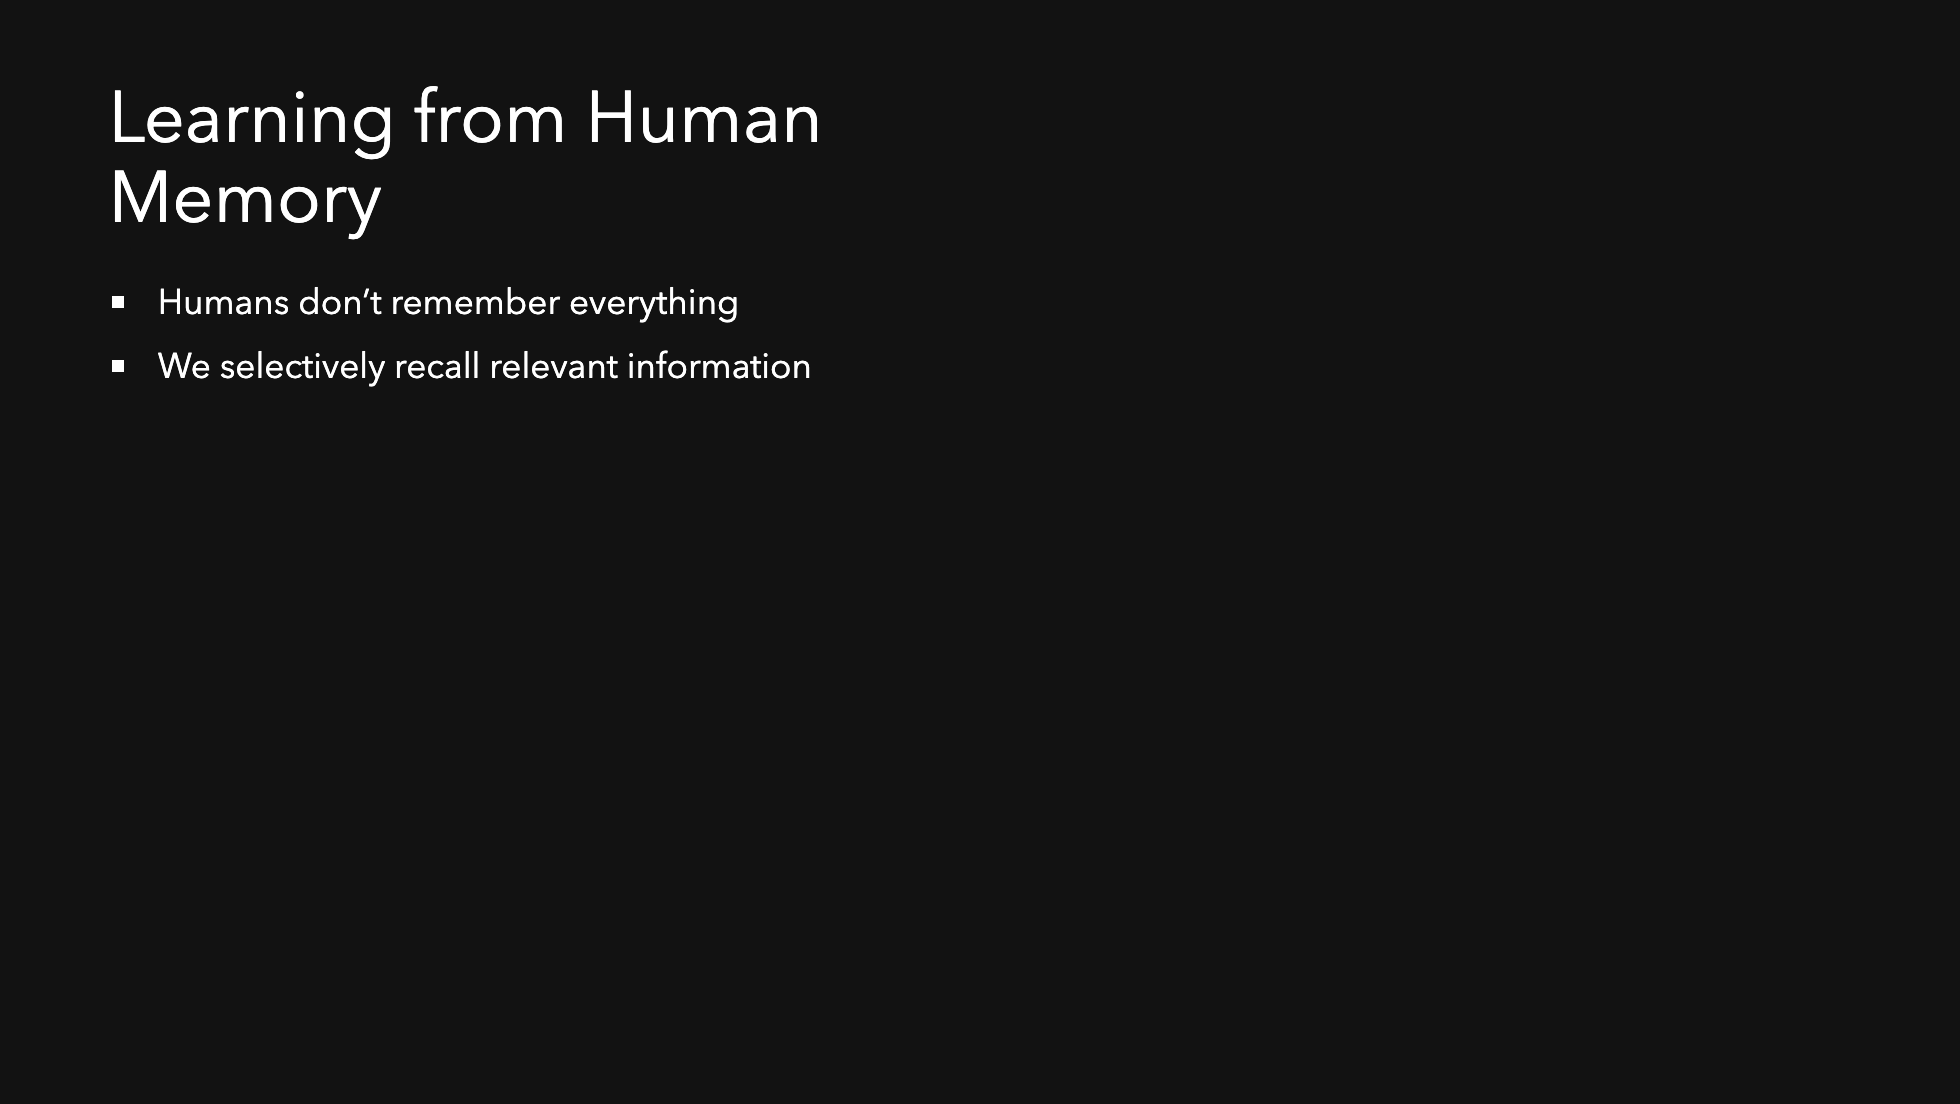 Learning from Human
Memory
▪ Humans don’t remember everything
▪ We selectively recall relevant information